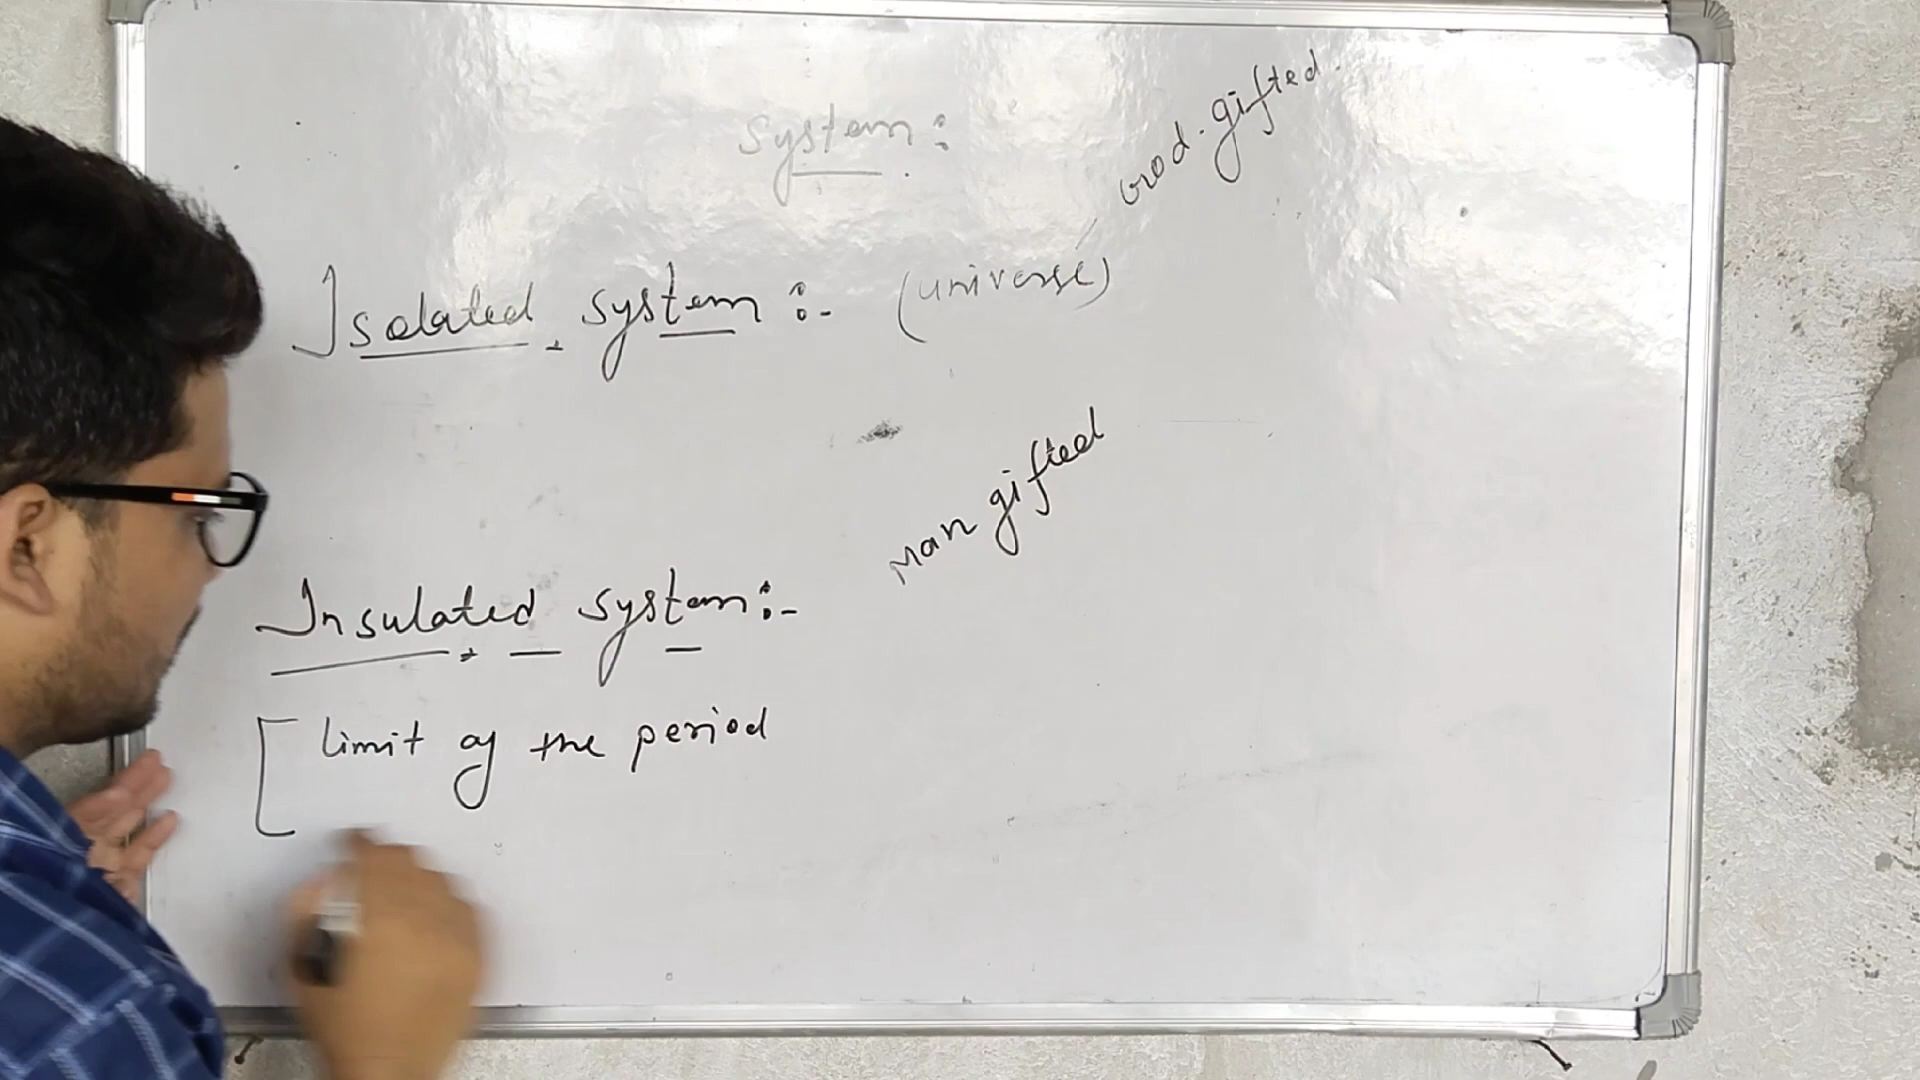 System:
God. gifted.
Isolated system :- (universe)
Man gifted
Insulated system:-
limit of the period